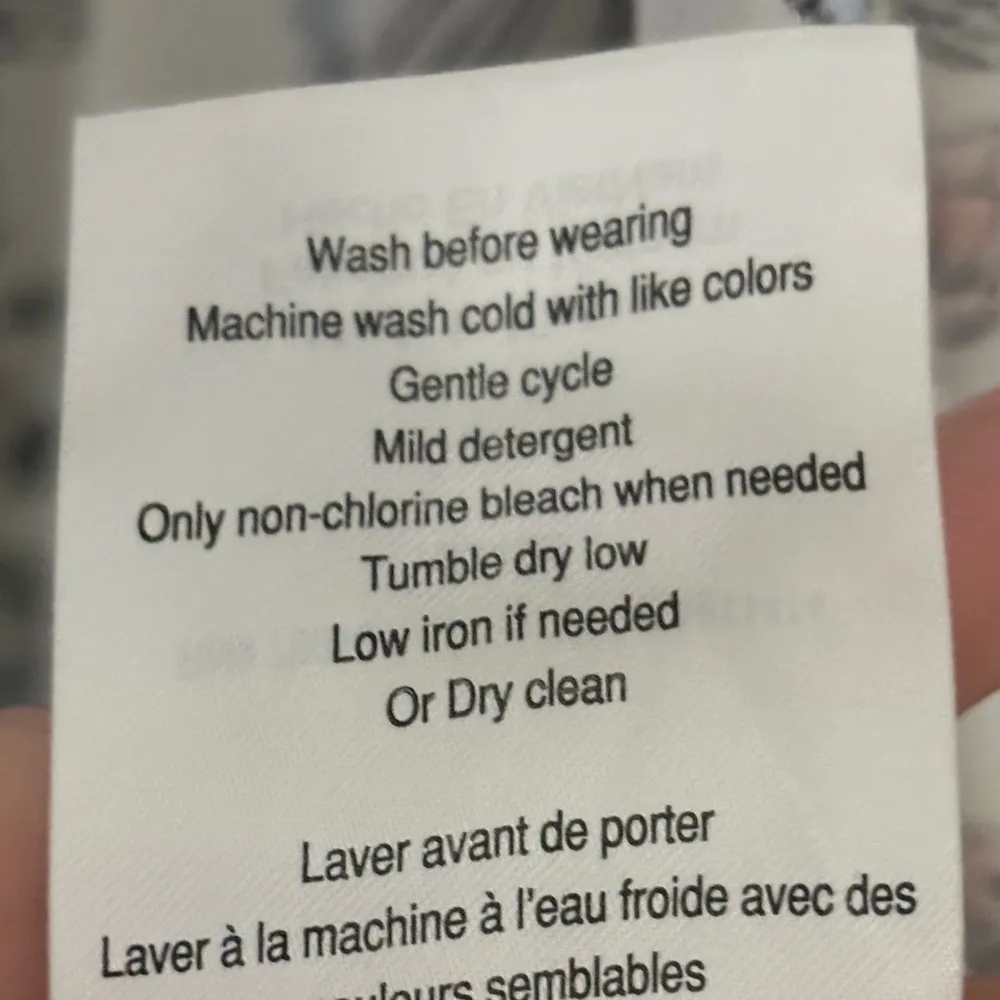 Wash before wearing
Machine wash cold with like colors
Gentle cycle
Mild detergent
Only non-chlorine bleach when needed
Tumble dry low
Low iron if needed
Or Dry clean
Laver avant de porter
Laver à la machine à l'eau froide avec des
semblables